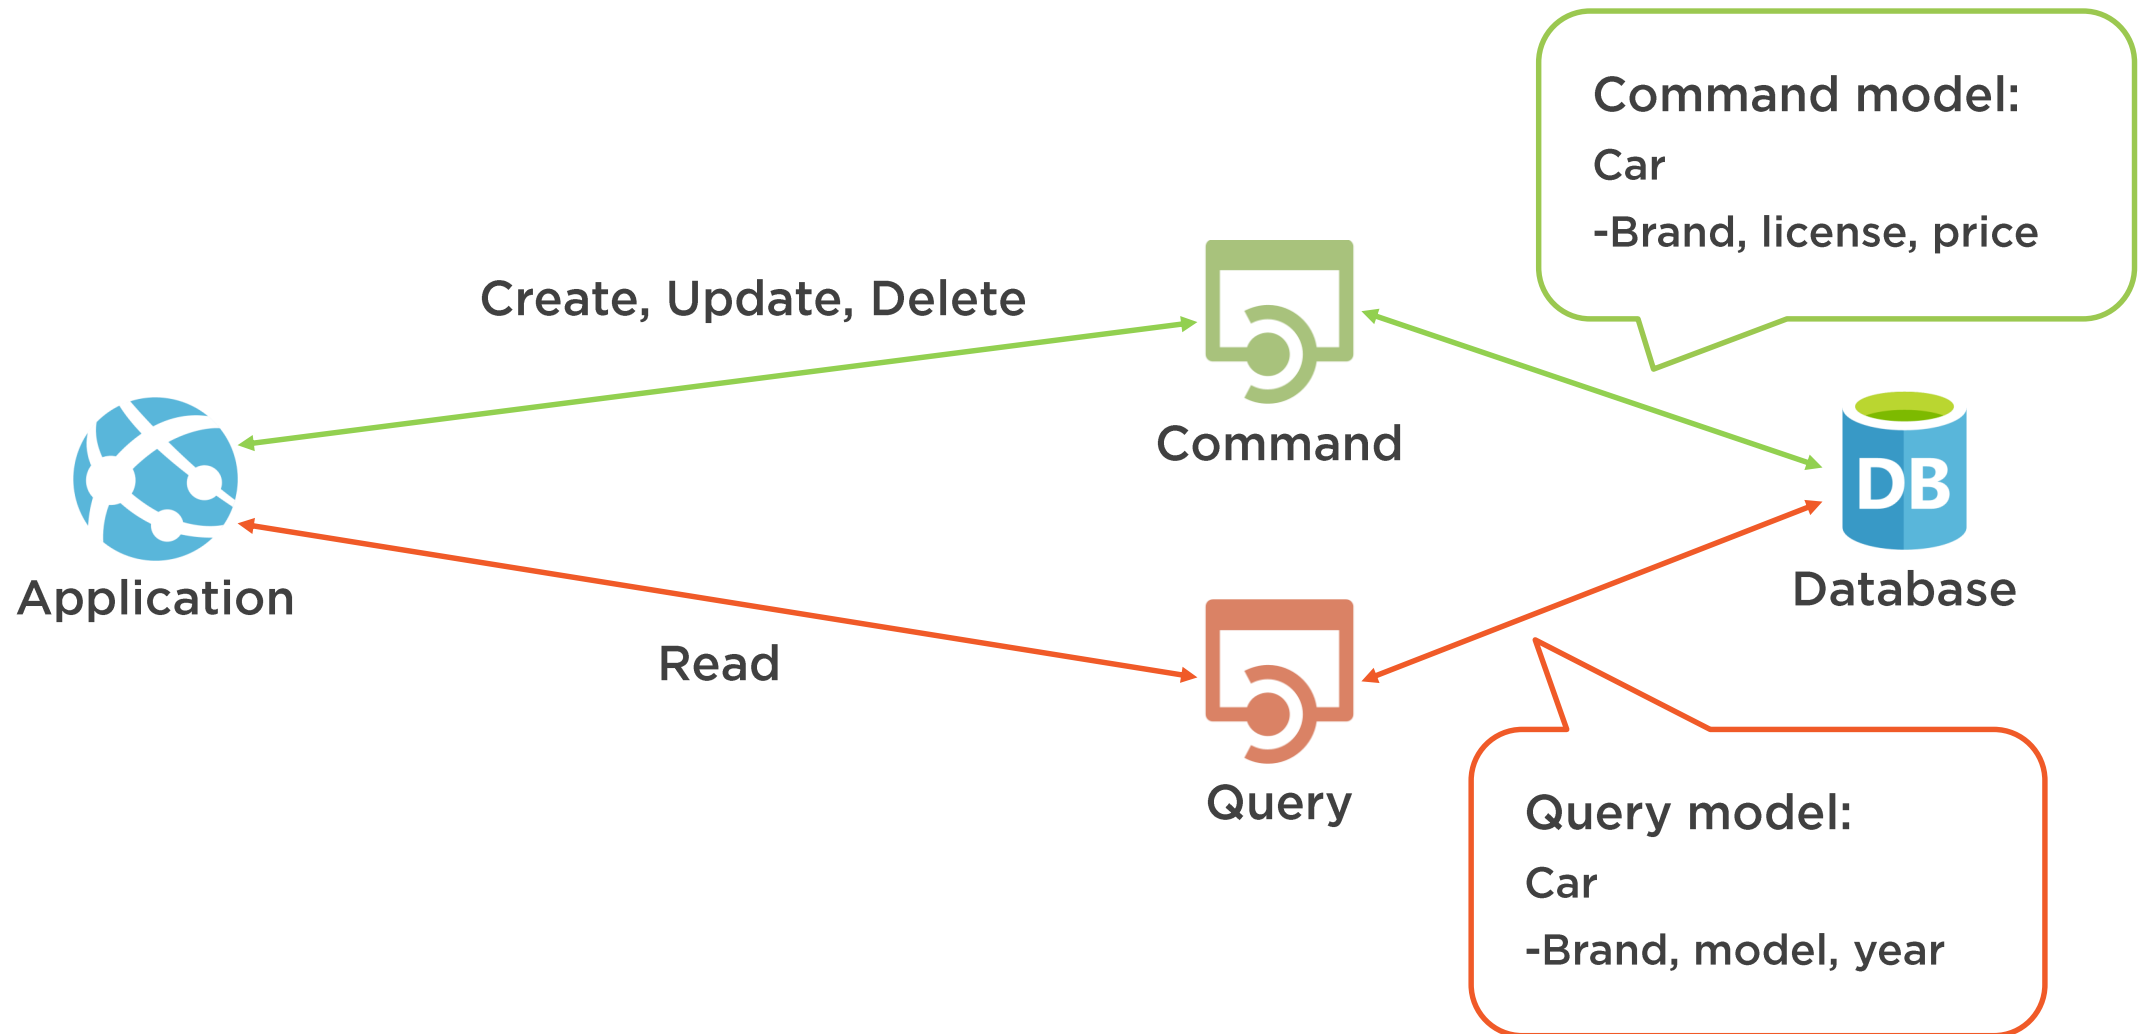 Command model:
Car
-Brand, license, price
Create, Update, Delete
Command
DB
Application
Database
Read
Query
Query model:
Car
-Brand, model, year